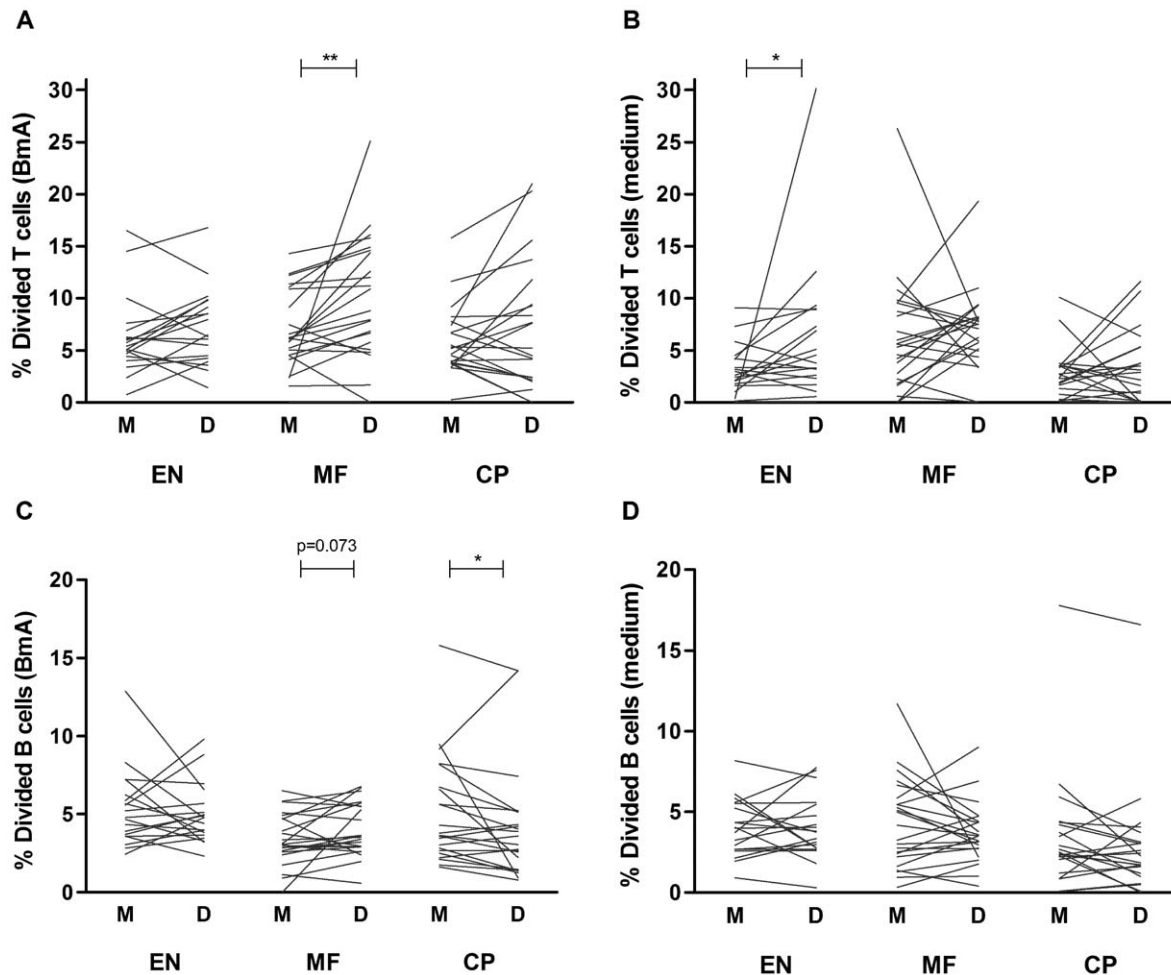 A
**
% Divided T cells (BmA)
30
25
20
15
10
5
0
M D M D M D
EN MF CP
B
*
% Divided T cells (medium)
30
25
20
15
10
5
0
M D M D M D
EN MF CP
C
p=0.073
*
% Divided B cells (BmA)
20
15
10
5
0
M D M D M D
EN MF CP
D
% Divided B cells (medium)
20
15
10
5
0
M D M D M D
EN MF CP